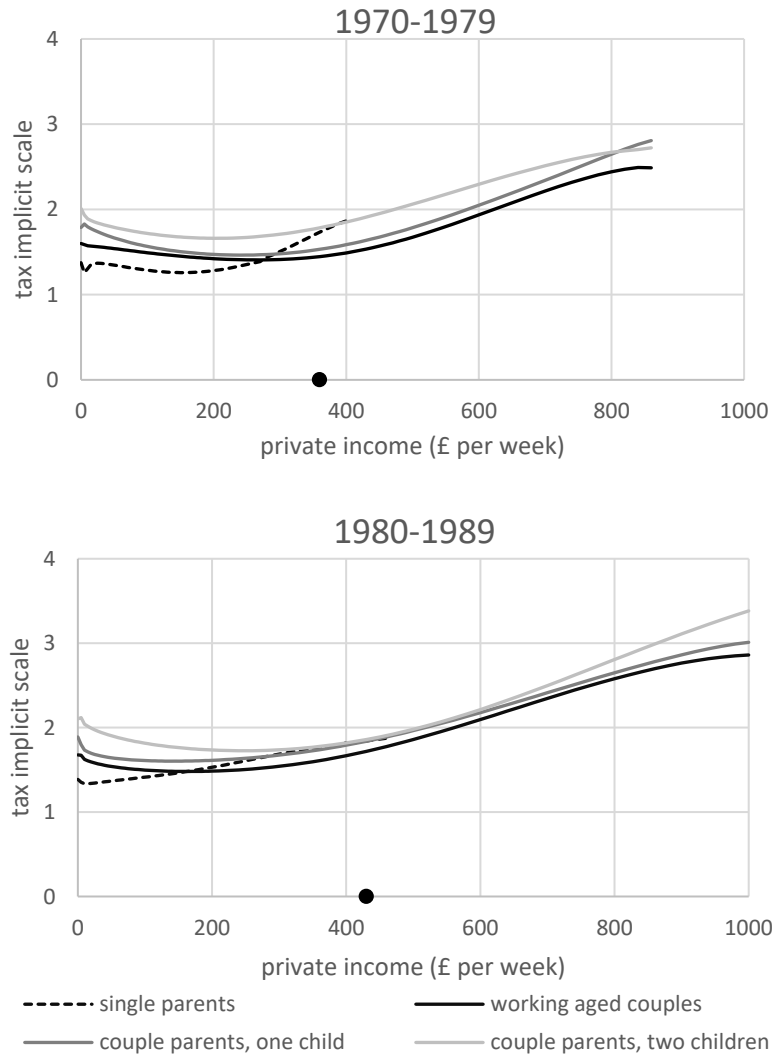 1970-1979
4
3
2
1
0
tax implicit scale
0 200 400 600 800 1000
private income (£ per week)
1980-1989
4
3
2
1
0
tax implicit scale
0 200 400 600 800 1000
private income (£ per week)
single parents
working aged couples
couple parents, one child
couple parents, two children